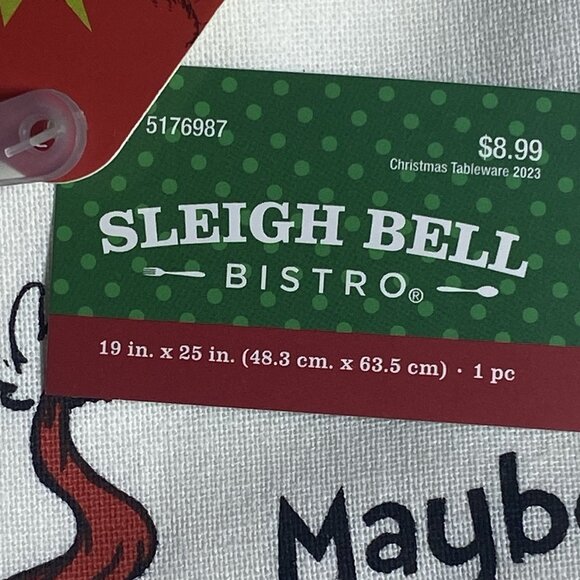 5176987
$8.99
Christmas Tableware 2023
SLEIGH BELL
BISTRO®
19 in. x 25 in. (48.3 cm. x 63.5 cm) · 1 pc